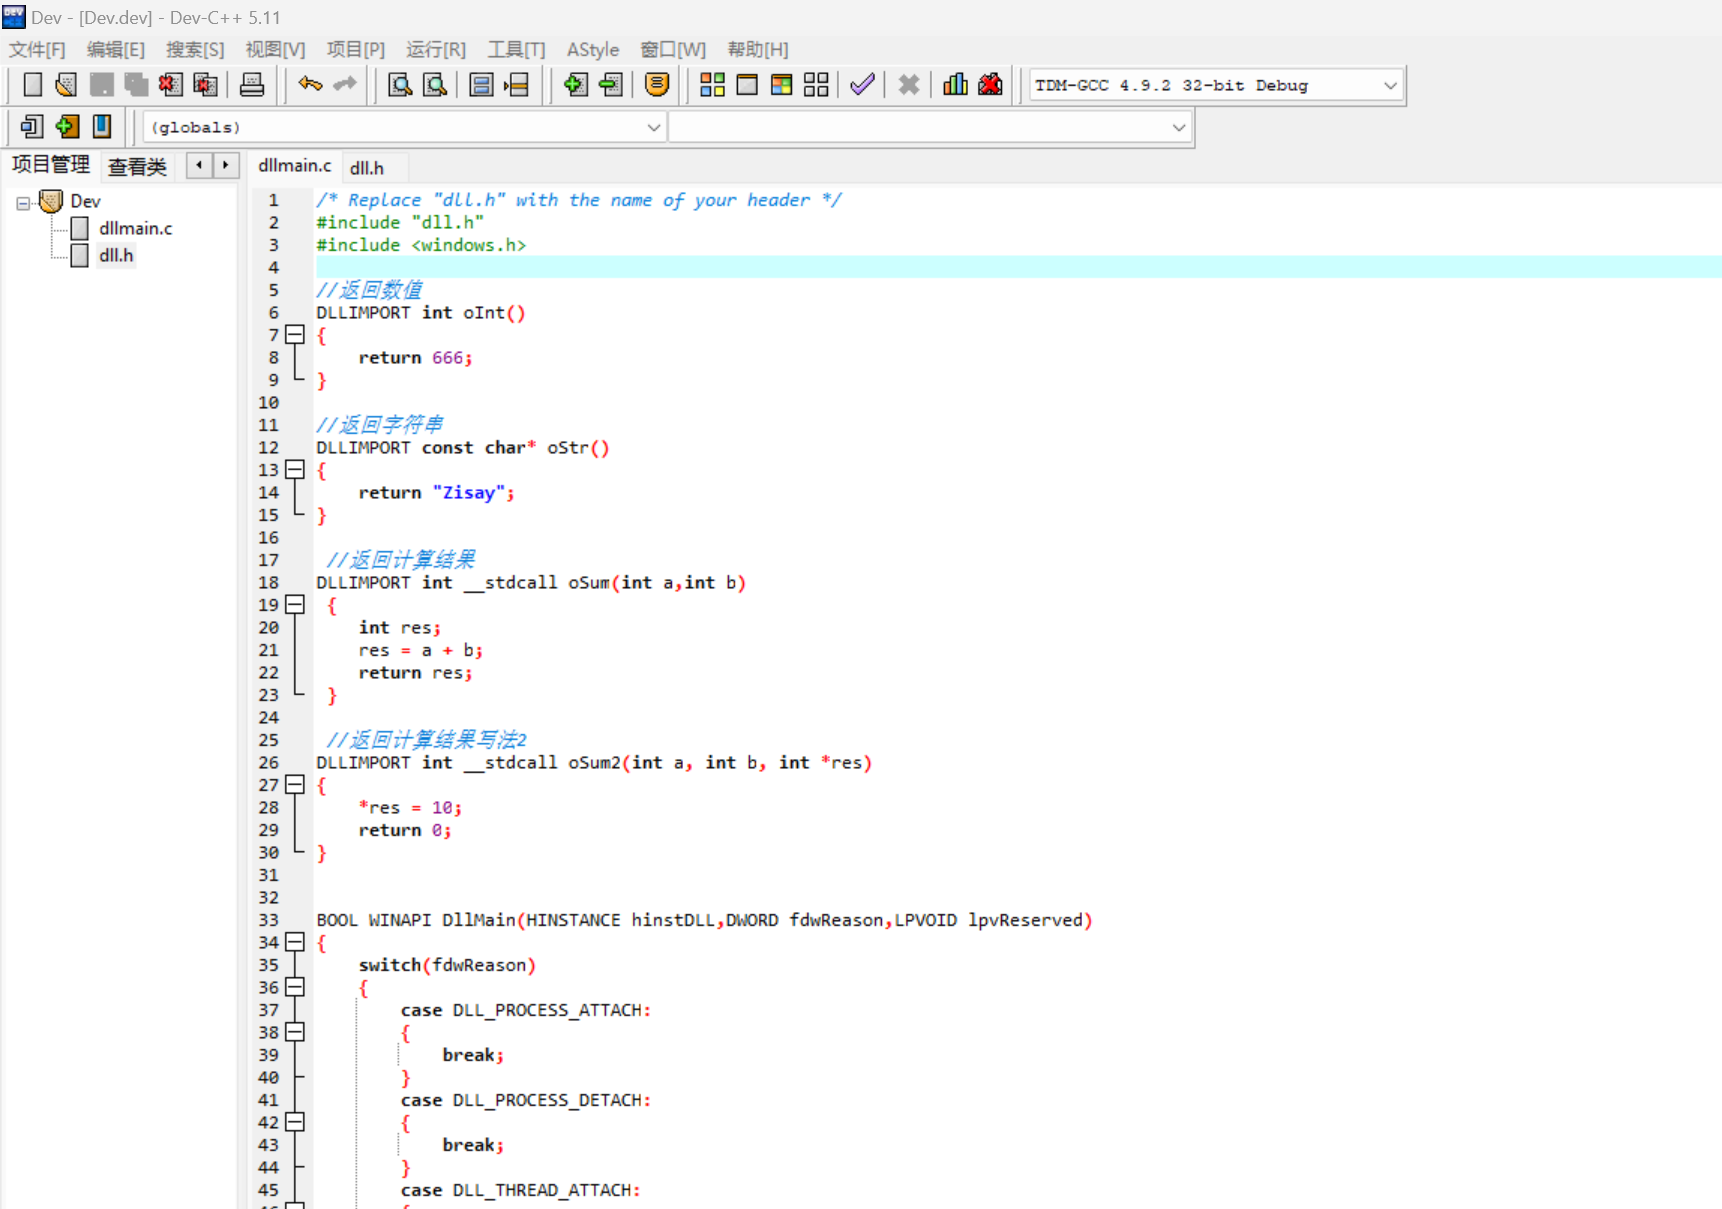 Dev - [Dev.dev] - Dev-C++ 5.11
文件[F] 编辑[E] 搜索[S] 视图[V] 项目[P] 运行[R] 工具[T] AStyle 窗口[W] 帮助[H]
TDM-GCC 4.9.2 32-bit Debug
(globals)
项目管理 查看类 dllmain.c dll.h
Dev
dllmain.c
dll.h
1 /* Replace "dll.h" with the name of your header */
2 #include "dll.h"
3 #include <windows.h>
4
5 //返回数值
6 DLLIMPORT int oInt()
7 {
8 return 666;
9 }
10
11 //返回字符串
12 DLLIMPORT const char* oStr()
13 {
14 return "Zisay";
15 }
16
17 //返回计算结果
18 DLLIMPORT int __stdcall oSum(int a,int b)
19 {
20 int res;
21 res = a + b;
22 return res;
23 }
24
25 //返回计算结果写法2
26 DLLIMPORT int __stdcall oSum2(int a, int b, int *res)
27 {
28 *res = 10;
29 return 0;
30 }
31
32
33 BOOL WINAPI DllMain(HINSTANCE hinstDLL,DWORD fdwReason,LPVOID lpvReserved)
34 {
35 switch(fdwReason)
36 {
37 case DLL_PROCESS_ATTACH:
38 {
39 break;
40 }
41 case DLL_PROCESS_DETACH:
42 {
43 break;
44 }
45 case DLL_THREAD_ATTACH: